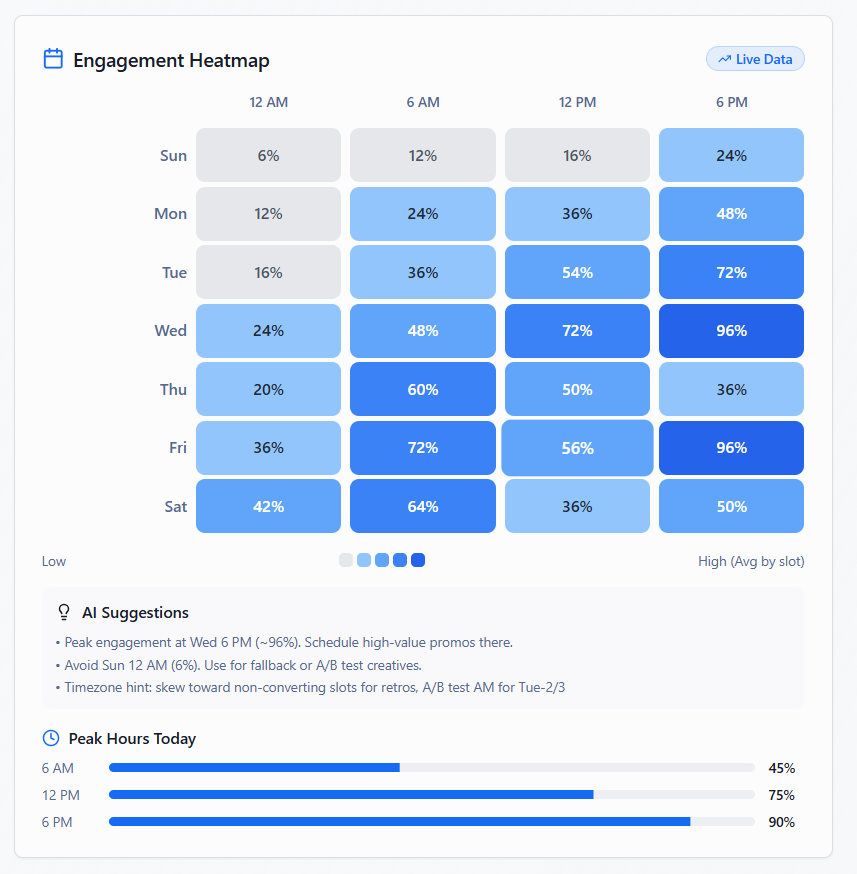 Engagement Heatmap
Live Data
12 AM 6 AM 12 PM 6 PM
Sun 6% 12% 16% 24%
Mon 12% 24% 36% 48%
Tue 16% 36% 54% 72%
Wed 24% 48% 72% 96%
Thu 20% 60% 50% 36%
Fri 36% 72% 56% 96%
Sat 42% 64% 36% 50%
Low High (Avg by slot)
AI Suggestions
• Peak engagement at Wed 6 PM (~96%). Schedule high-value promos there.
• Avoid Sun 12 AM (6%). Use for fallback or A/B test creatives.
• Timezone hint: skew toward non-converting slots for retros, A/B test AM for Tue-2/3
Peak Hours Today
6 AM 45%
12 PM 75%
6 PM 90%